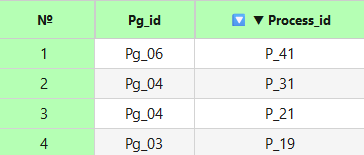 № Pg_id ▼ Process_id
1 Pg_06 P_41
2 Pg_04 P_31
3 Pg_04 P_21
4 Pg_03 P_19